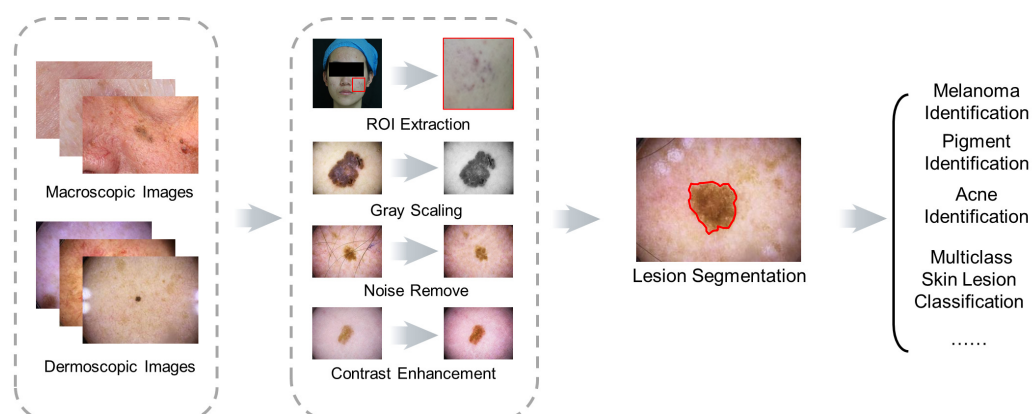 Macroscopic Images
Dermoscopic Images
ROI Extraction
Gray Scaling
Noise Remove
Contrast Enhancement
Lesion Segmentation
Melanoma
Identification
Pigment
Identification
Acne
Identification
Multiclass
Skin Lesion
Classification
......